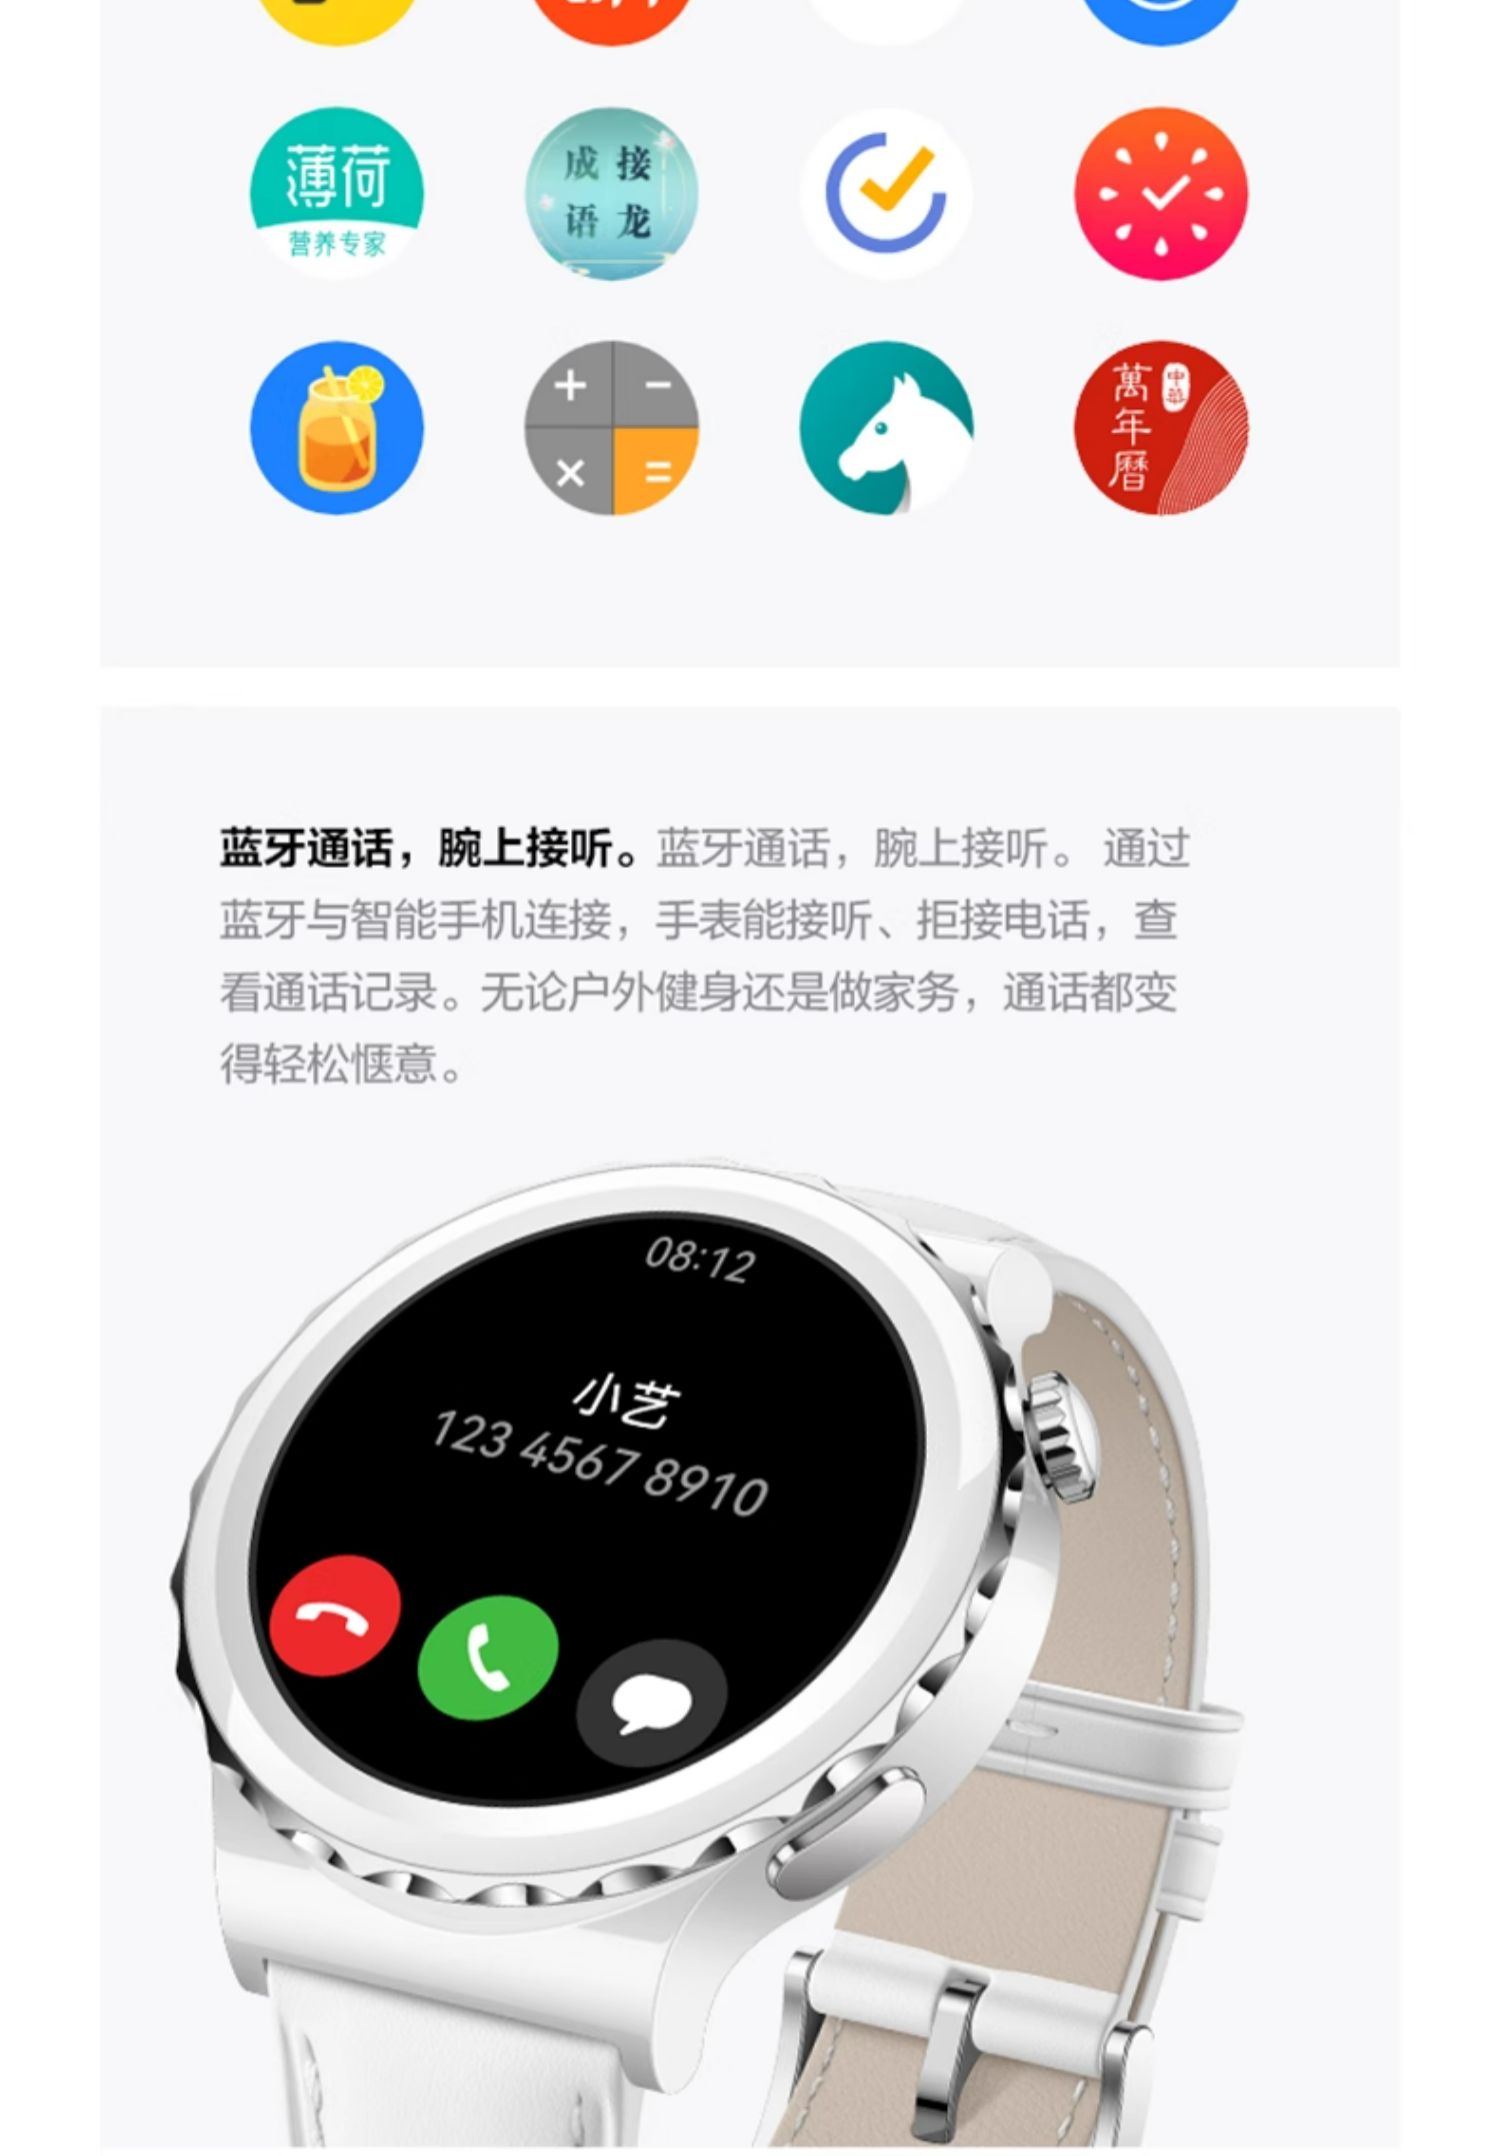 薄荷
营养专家
成接
语龙
+ −
× =
萬年曆
中華
蓝牙通话，腕上接听。蓝牙通话，腕上接听。 通过
蓝牙与智能手机连接，手表能接听、拒接电话，查
看通话记录。无论户外健身还是做家务，通话都变
得轻松惬意。
08:12
小艺
123 4567 8910